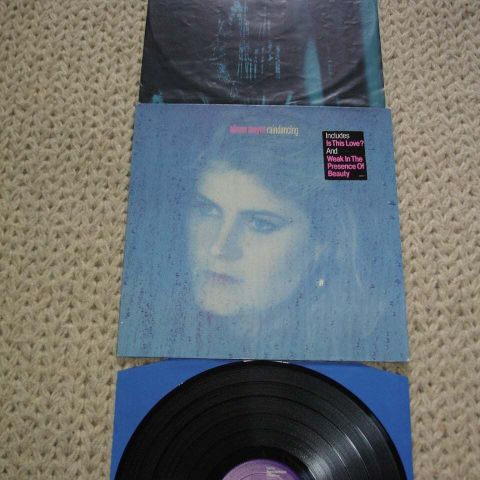 alison moyet raindancing
Includes
Is This Love?
And
Weak In The
Presence Of
Beauty